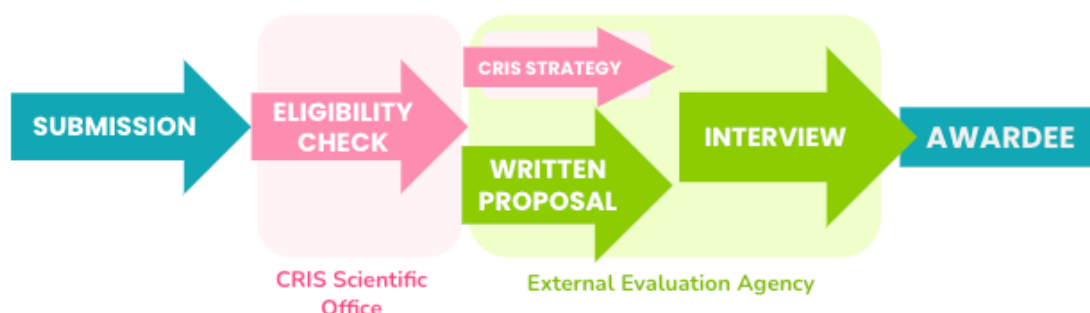 SUBMISSION
ELIGIBILITY
CHECK
CRIS STRATEGY
WRITTEN
PROPOSAL
INTERVIEW
AWARDEE
CRIS Scientific
Office
External Evaluation Agency